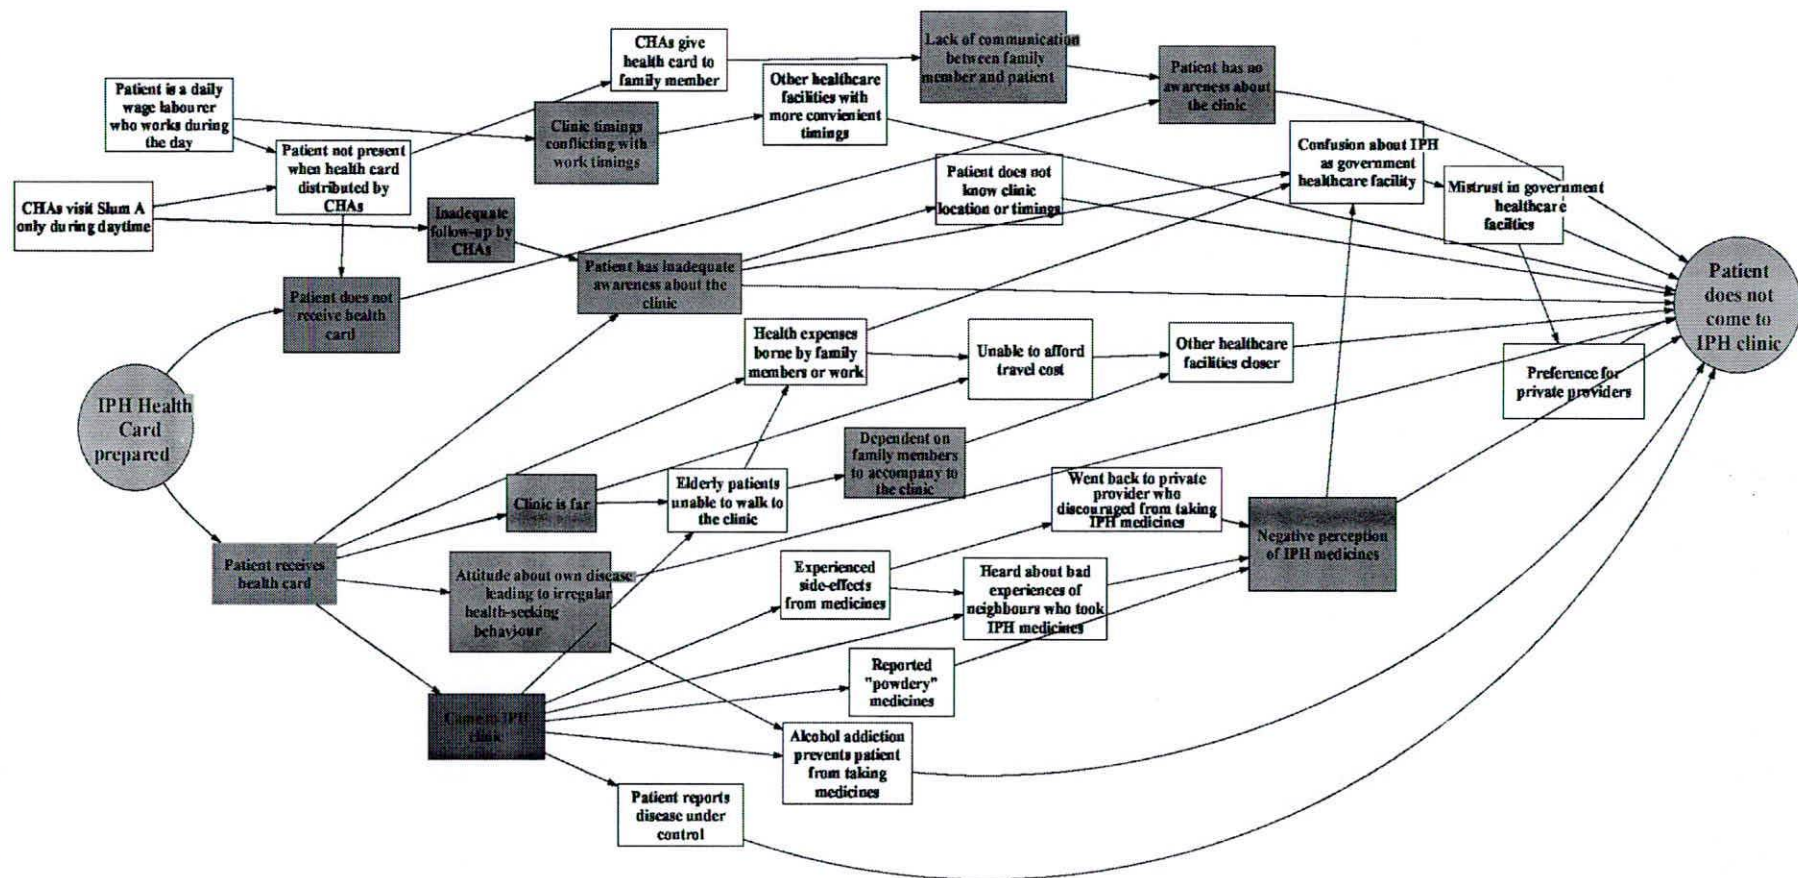 CHAs give
health card to
family member
Lack of communication
between family
member and patient
Patient has no
awareness about
the clinic
Patient is a daily
wage labourer
who works during
the day
Other healthcare
facilities with
more convienient
timings
Clinic timings
conflicting with
work timings
Patient not present
when health card
distributed by
CHAs
Confusion about IPH
as government
healthcare facility
Mistrust in government
healthcare
facilties
Patient does not
know clinic
location or timings
CHAs visit Slum A
only during daytime
Inadequate
follow-up by
CHAs
Patient has inadequate
awareness about the
clinic
Patient does not
receive health
card
Patient
does not
come to
IPH clinic
Health expenses
borne by family
members or work
Unable to afford
travel cost
Other healthcare
facilities closer
Preference for
private providers
IPH Health
Card
prepared
Dependent on
family members
to accompany to
the clinic
Clinic is far
Elderly patients
unable to walk to
the clinic
Went back to private
provider who
discouraged from taking
IPH medicines
Negative perception
of IPH medicines
Patient receives
health card
Attitude about own disease
leading to irregular
health-seeking
behaviour
Experienced
side-effects
from medicines
Heard about bad
experiences of
neighbours who took
IPH medicines
Reported
"powdery"
medicines
Came to IPH
clinic
Alcohol addiction
prevents patient
from taking
medicines
Patient reports
disease under
control